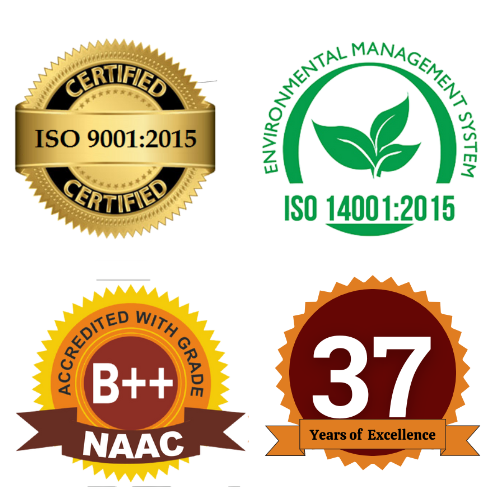 CERTIFIED
ISO 9001:2015
CERTIFIED
ENVIRONMENTAL MANAGEMENT SYSTEM
ISO 14001:2015
ACCREDITED WITH GRADE
B++
NAAC
37
Years of Excellence